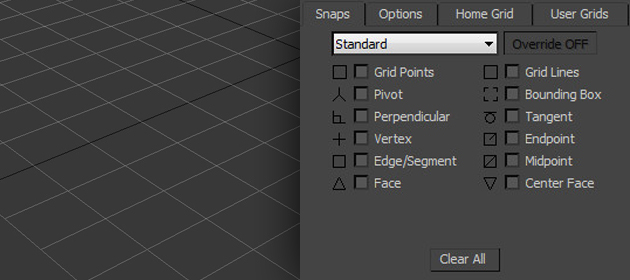 Snaps Options Home Grid User Grids
Standard Override OFF
Grid Points Grid Lines
Pivot Bounding Box
Perpendicular Tangent
Vertex Endpoint
Edge/Segment Midpoint
Face Center Face
Clear All